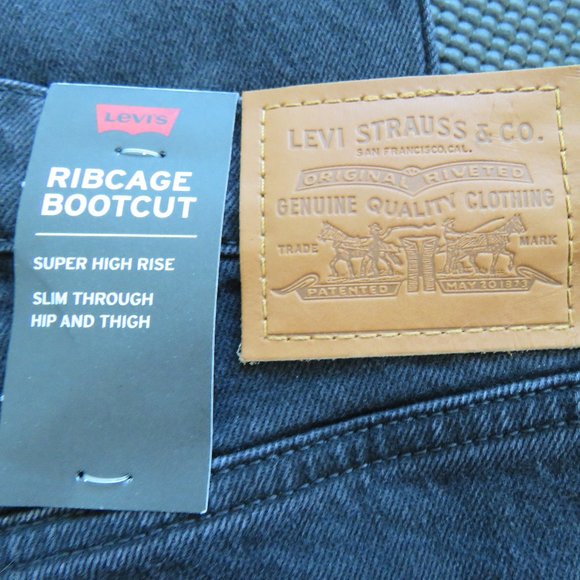 Levi's
RIBCAGE
BOOTCUT
SUPER HIGH RISE
SLIM THROUGH
HIP AND THIGH
LEVI STRAUSS & CO.
SAN FRANCISCO, CAL.
ORIGINAL RIVETED
GENUINE QUALITY CLOTHING
TRADE MARK
PATENTED MAY 20 1873